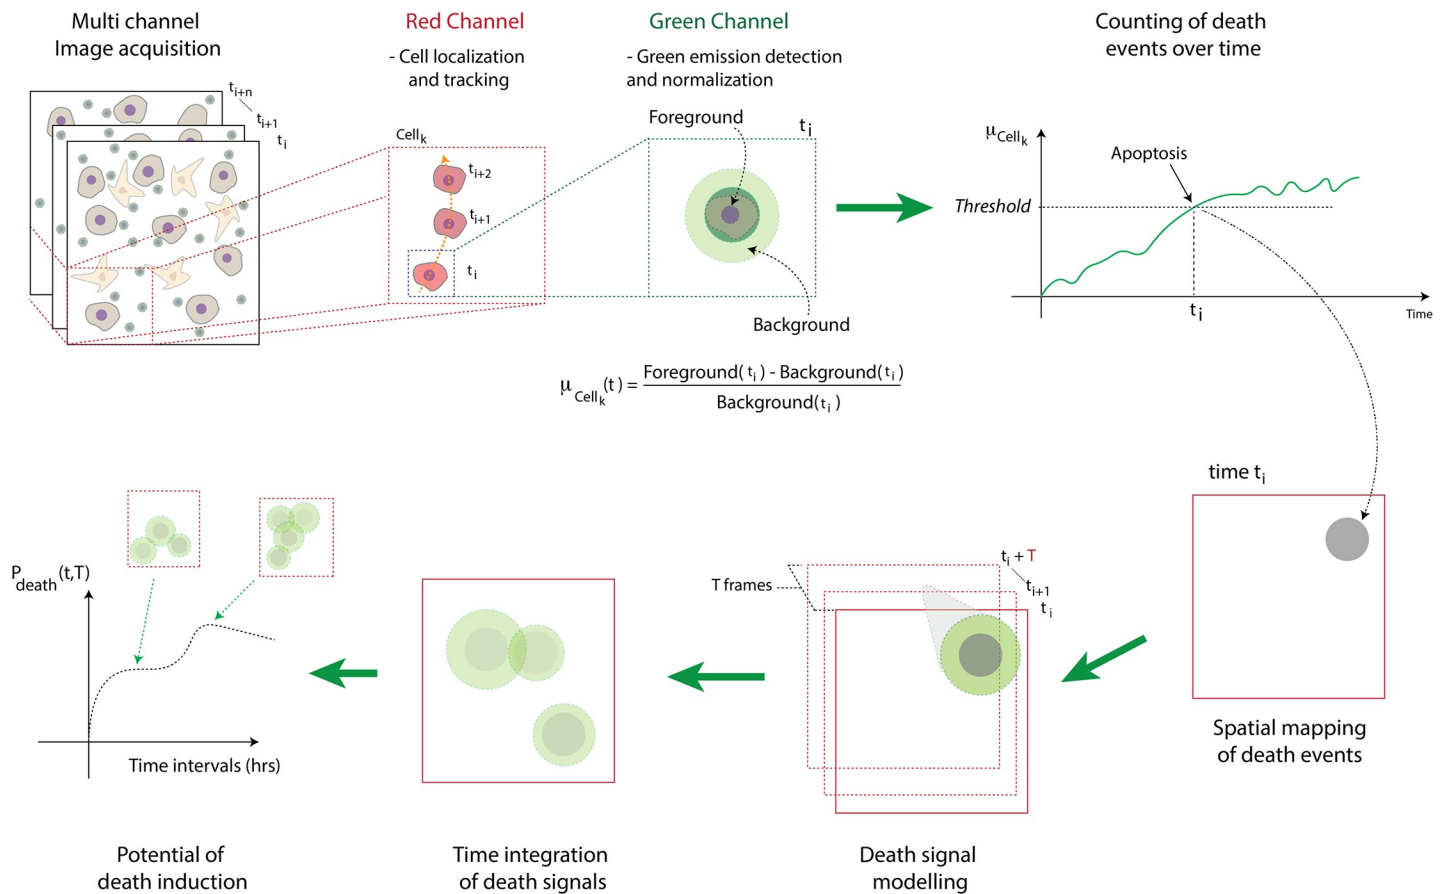 Multi channel
Image acquisition
Red Channel
- Cell localization
and tracking
Green Channel
- Green emission detection
and normalization
Counting of death
events over time
t i+n
t i+1
t i
Cell k
t i+2
t i+1
t i
Foreground
t i
Background
μ Cell k
Apoptosis
Threshold
t i
Time
μ Cell k (t) = Foreground( t i ) - Background( t i )
Background( t i )
time t i
Spatial mapping
of death events
T frames
t i + T
t i+1
t i
Death signal
modelling
Time integration
of death signals
P death (t,T)
Time intervals (hrs)
Potential of
death induction